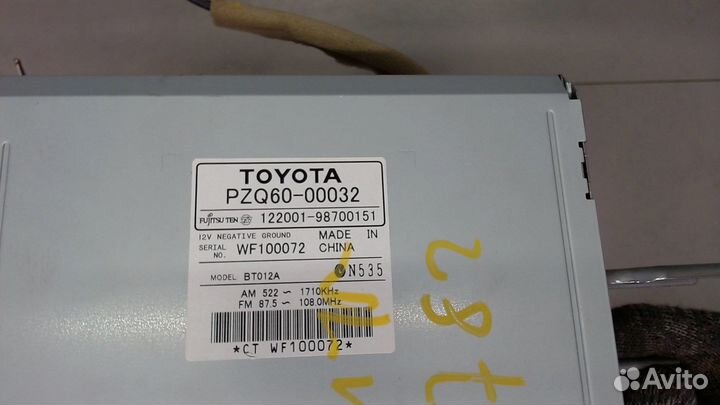 TOYOTA
PZQ60-00032
FUJITSU TEN 122001-98700151
12V NEGATIVE GROUND MADE IN
SERIAL NO. WF100072 CHINA
MODEL BT012A N535
AM 522 ~ 1710KHz
FM 87.5 ~ 108.0MHz
*CT WF100072*
Avito